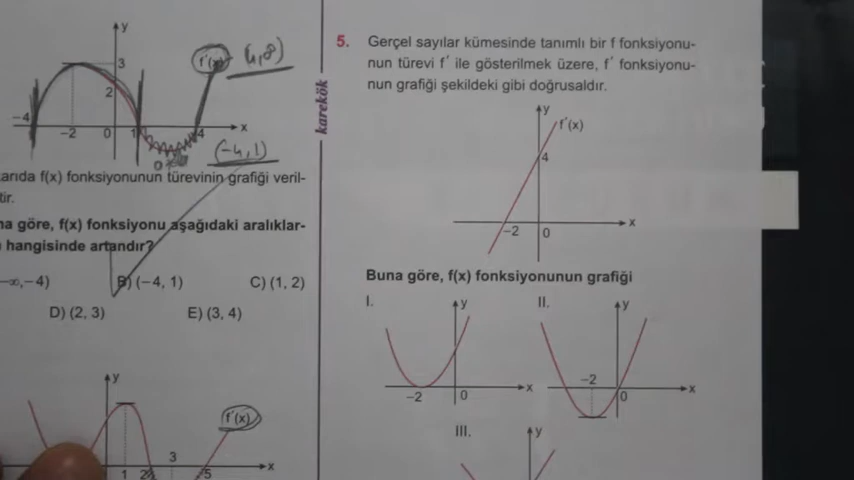 y
3
2
-4
-2
0
1
4
x
f'(x)
(4,8)
(-4,1)
f(x) fonksiyonunun türevinin grafiği veril-
tir.
göre, f(x) fonksiyonu aşağıdaki aralıklar-
hangisinde artandır?
-∞,-4)
B) (-4, 1)
C) (1, 2)
D) (2, 3)
E) (3, 4)
y
f'(x)
3
1
2
5
x
karekök
5. Gerçel sayılar kümesinde tanımlı bir f fonksiyonu-
nun türevi f' ile gösterilmek üzere, f' fonksiyonu-
nun grafiği şekildeki gibi doğrusaldır.
y
f'(x)
4
-2
0
x
Buna göre, f(x) fonksiyonunun grafiği
I.
y
-2
0
x
II.
y
-2
0
x
III.
y